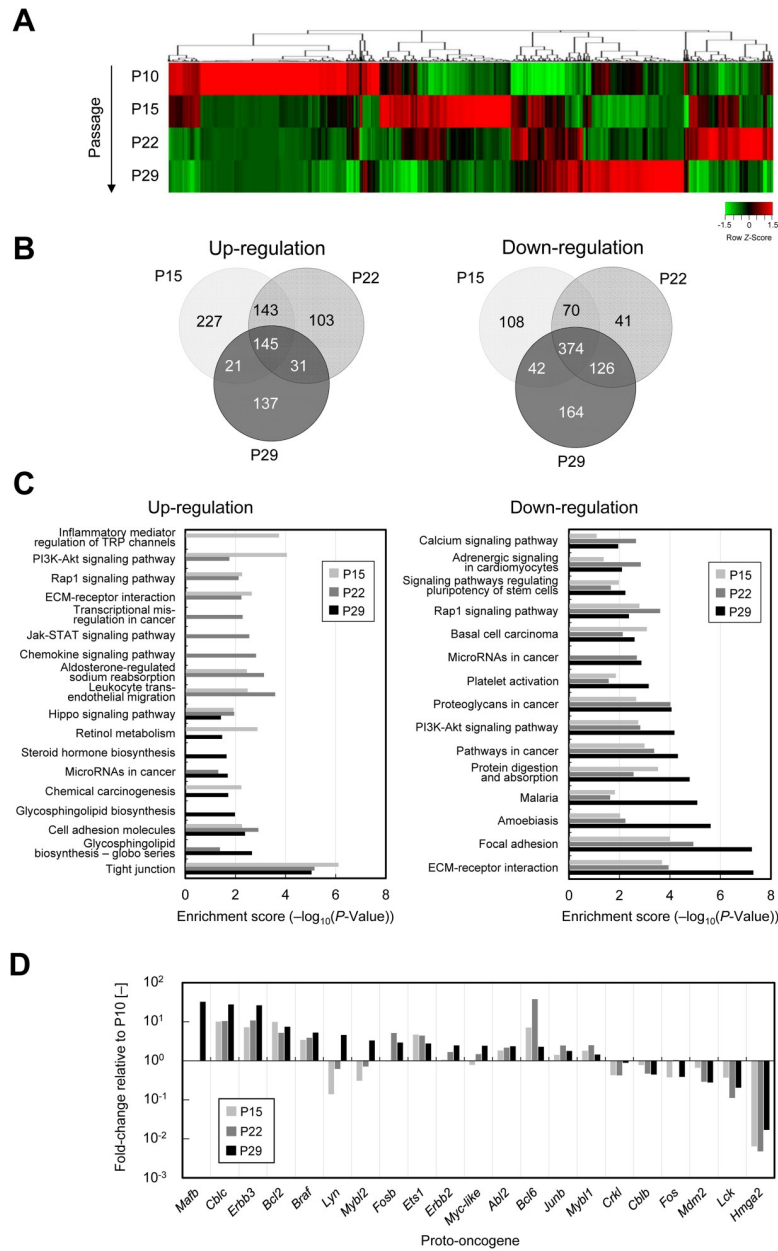 A
P10
P15
P22
P29
Passage
-1.5 0 1.5
Row Z-Score
B
Up-regulation
P15
P22
227
143
103
145
21
31
137
P29
Down-regulation
P15
P22
108
70
41
374
42
126
164
P29
C
Up-regulation
Inflammatory mediator
regulation of TRP channels
PI3K-Akt signaling pathway
Rap1 signaling pathway
ECM-receptor interaction
Transcriptional mis-
regulation in cancer
Jak-STAT signaling pathway
Chemokine signaling pathway
Aldosterone-regulated
sodium reabsorption
Leukocyte trans-
endothelial migration
Hippo signaling pathway
Retinol metabolism
Steroid hormone biosynthesis
MicroRNAs in cancer
Chemical carcinogenesis
Glycosphingolipid biosynthesis
Cell adhesion molecules
Glycosphingolipid
biosynthesis – globo series
Tight junction
P15
P22
P29
0 2 4 6 8
Enrichment score (–log10(P-Value))
Down-regulation
Calcium signaling pathway
Adrenergic signaling
in cardiomyocytes
Signaling pathways regulating
pluripotency of stem cells
Rap1 signaling pathway
Basal cell carcinoma
MicroRNAs in cancer
Platelet activation
Proteoglycans in cancer
PI3K-Akt signaling pathway
Pathways in cancer
Protein digestion
and absorption
Malaria
Amoebiasis
Focal adhesion
ECM-receptor interaction
P15
P22
P29
0 2 4 6 8
Enrichment score (–log10(P-Value))
D
Fold-change relative to P10 [–]
10²
10¹
10⁰
10⁻¹
10⁻²
10⁻³
P15
P22
P29
Mafb Cblc Erbb3 Bcl2 Braf Lyn Mybl2 Fosb Ets1 Erbb2 Myc-like Abl2 Bcl6 Junb Mybl1 Crkl Cblb Fos Mdm2 Lck Hmga2
Proto-oncogene